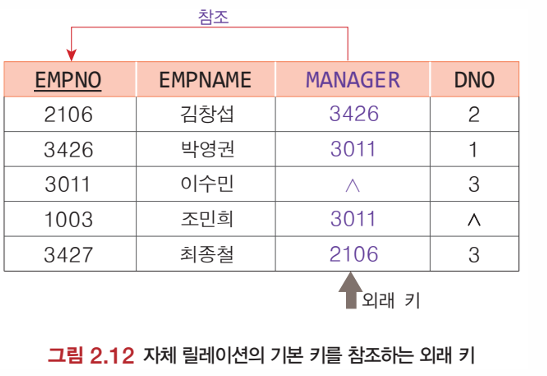 참조
EMPNO EMPNAME MANAGER DNO
2106 김창섭 3426 2
3426 박영권 3011 1
3011 이수민 ∧ 3
1003 조민희 3011 ∧
3427 최종철 2106 3
외래 키
그림 2.12 자체 릴레이션의 기본 키를 참조하는 외래 키